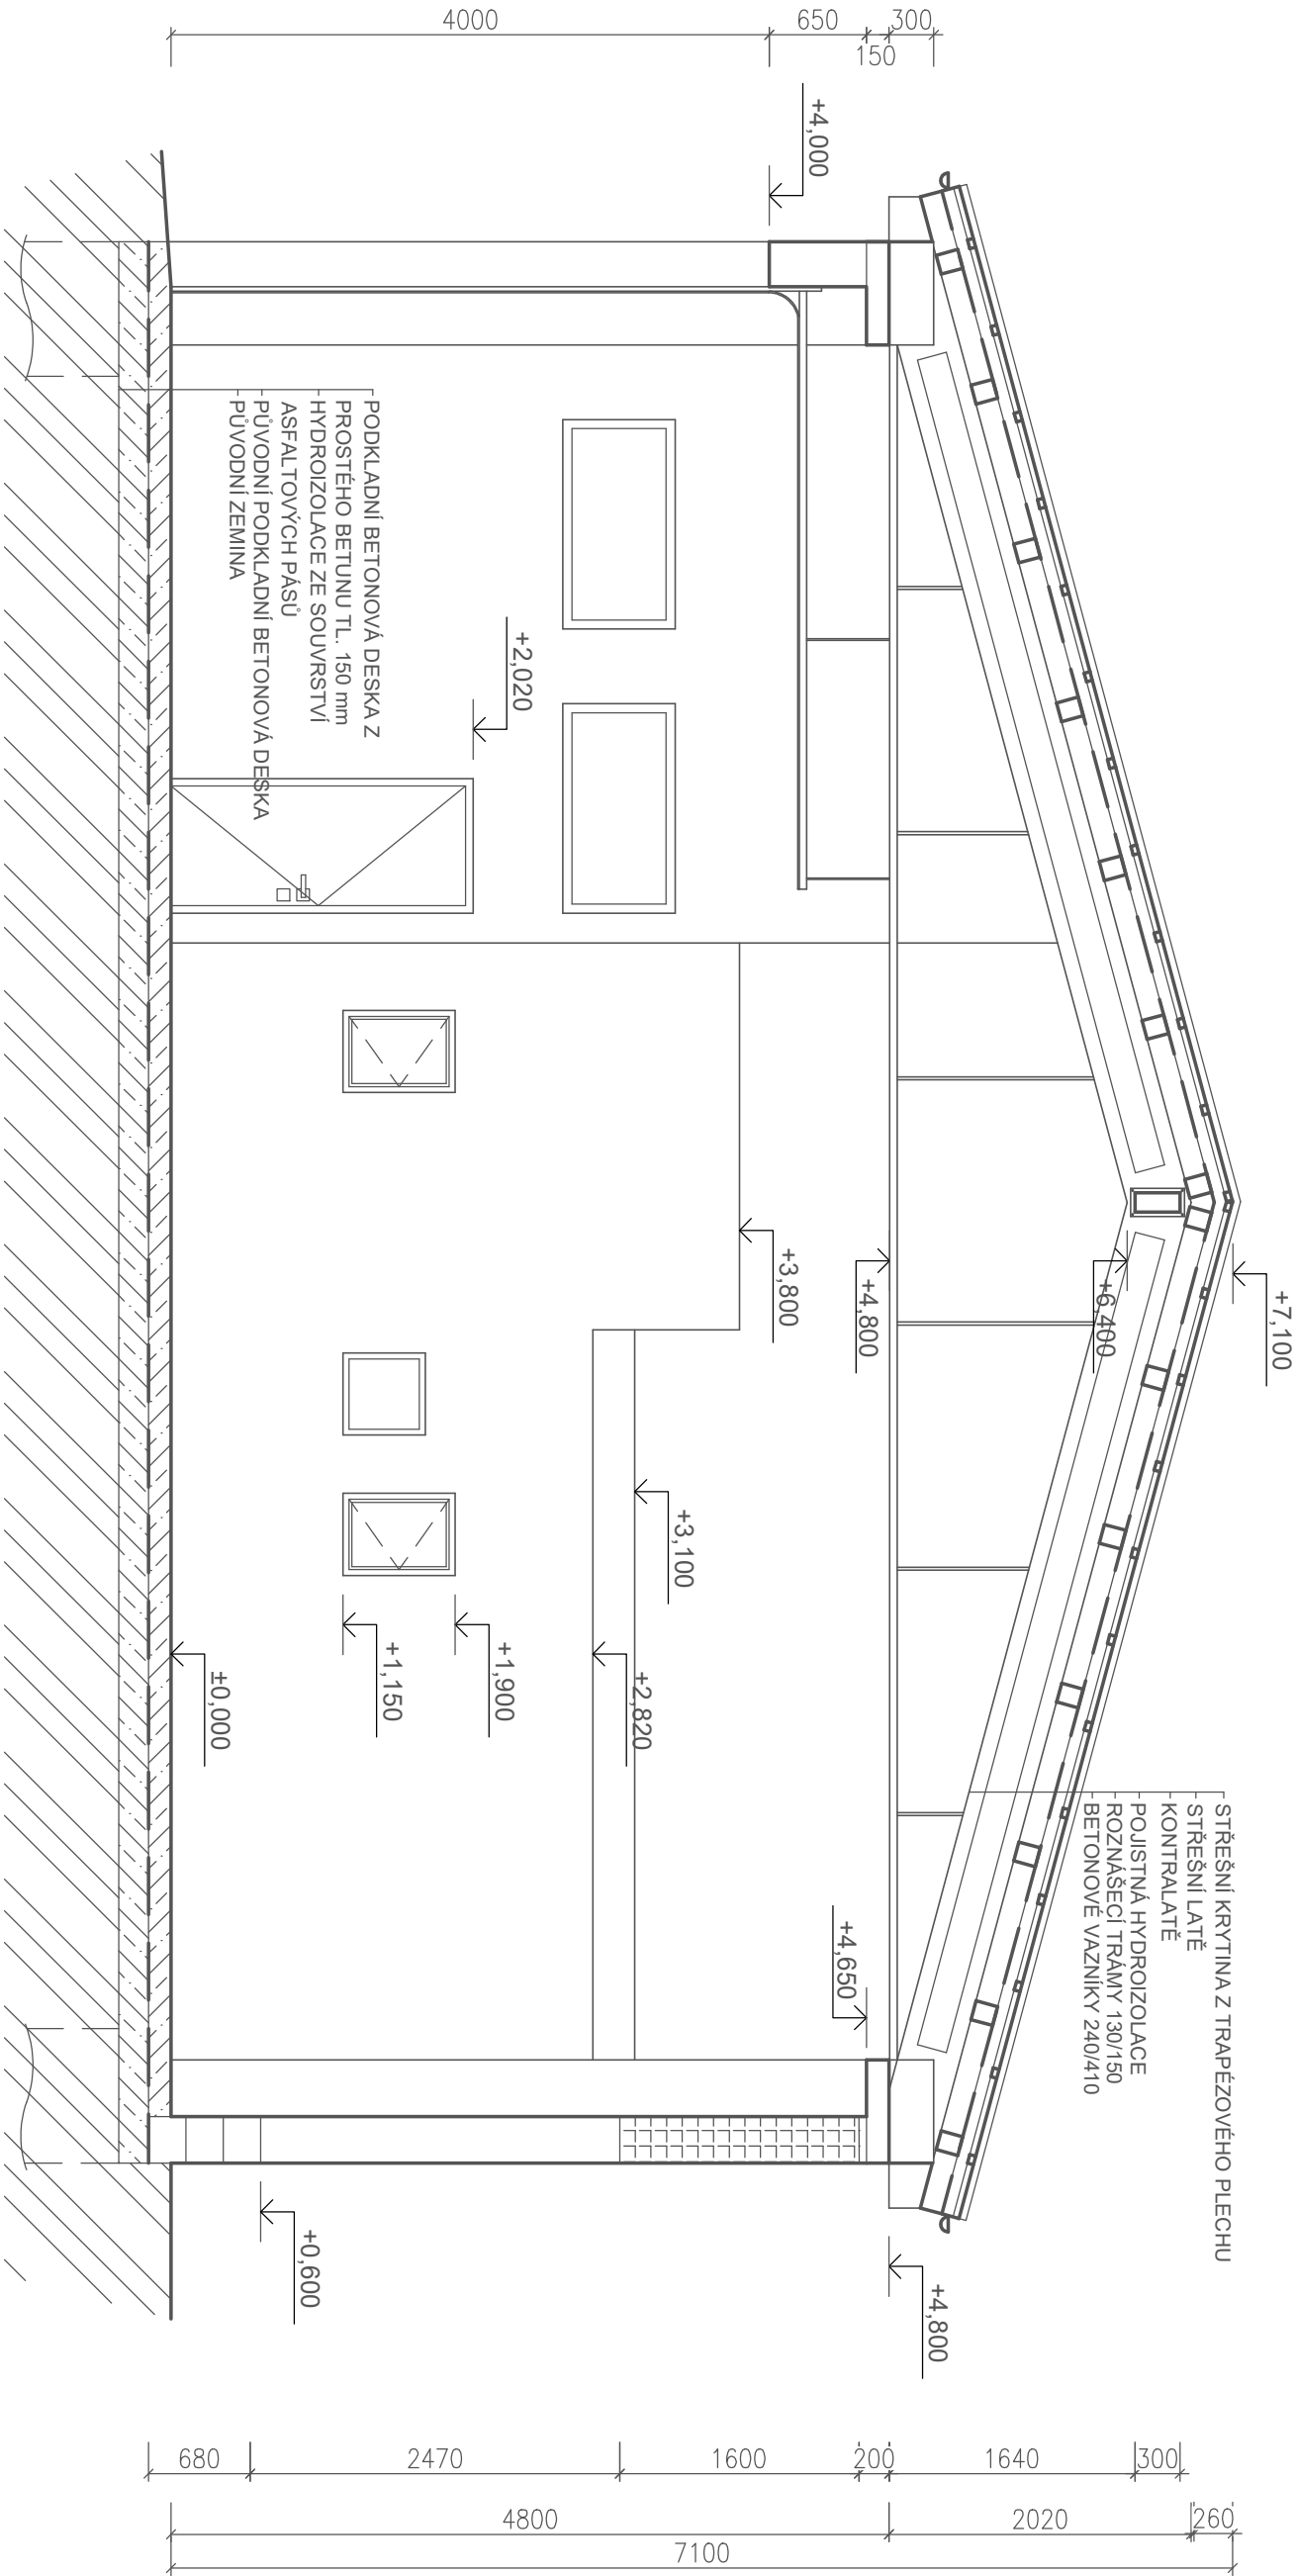 STŘEŠNÍ KRYTINA Z TRAPÉZOVÉHO PLECHU
STŘEŠNÍ LATĚ
KONTRALATĚ
POJISTNÁ HYDROIZOLACE
ROZNÁŠECÍ TRÁMY 130/150
BETONOVÉ VAZNÍKY 240/410
+7,100
+6,400
+4,800
+4,800
+4,650
+4,000
+3,800
+3,100
+2,820
+2,020
+1,900
+1,150
+0,600
±0,000
PODKLADNÍ BETONOVÁ DESKA Z
PROSTÉHO BETUNU TL. 150 mm
HYDROIZOLACE ZE SOUVRSTVÍ
ASFALTOVÝCH PÁSŮ
PŮVODNÍ PODKLADNÍ BETONOVÁ DESKA
PŮVODNÍ ZEMINA
4000
650
150
300
680
2470
1600
200
1640
300
4800
2020
260
7100